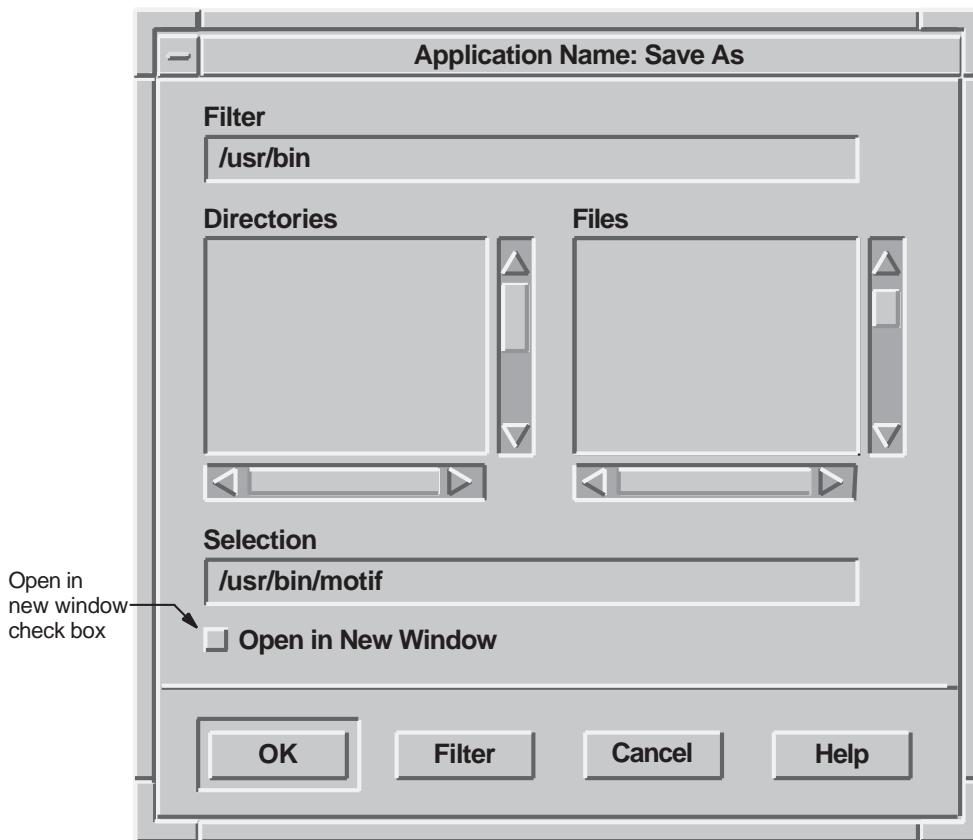 Application Name: Save As
Filter
/usr/bin
Directories
Files
Selection
/usr/bin/motif
Open in
new window
check box
Open in New Window
OK
Filter
Cancel
Help